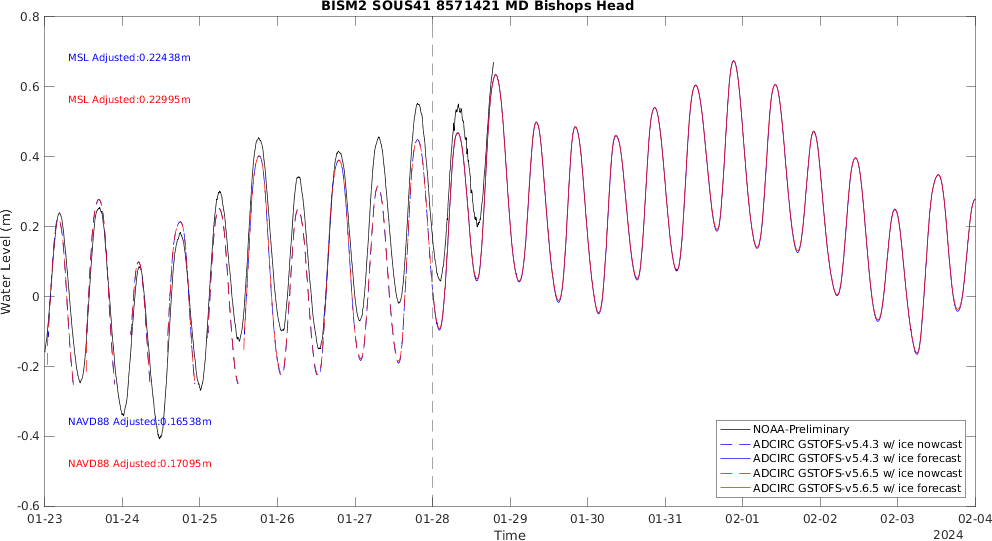 BISM2 SOUS41 8571421 MD Bishops Head
0.8
0.6
0.4
0.2
0
-0.2
-0.4
-0.6
Water Level (m)
MSL Adjusted:0.22438m
MSL Adjusted:0.22995m
NAVD88 Adjusted:0.16538m
NAVD88 Adjusted:0.17095m
NOAA-Preliminary
ADCIRC GSTOFS-v5.4.3 w/ ice nowcast
ADCIRC GSTOFS-v5.4.3 w/ ice forecast
ADCIRC GSTOFS-v5.6.5 w/ ice nowcast
ADCIRC GSTOFS-v5.6.5 w/ ice forecast
01-23 01-24 01-25 01-26 01-27 01-28 01-29 01-30 01-31 02-01 02-02 02-03 02-04
Time
2024